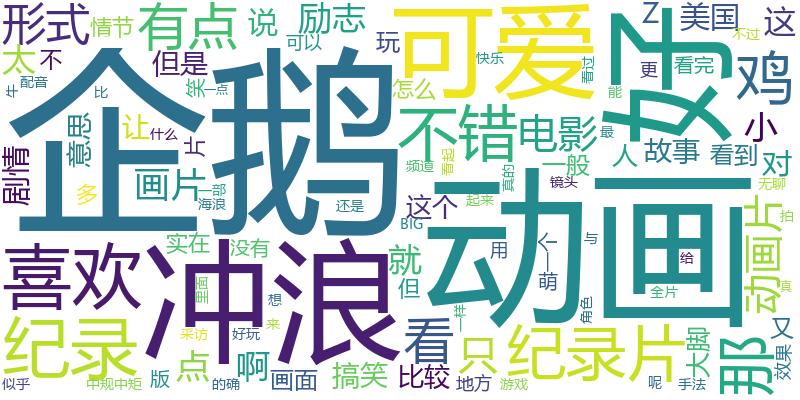 形式
情节
有点
说
励志
可以
玩
可爱
好
Z
美国
这
不过
太
不
但是
笑
一点
快乐
怎么
看过
更
看完
鸡
牛
配音
比
企鹅
不错
电影
能
最
小
意思
让
什么
片
人
故事
看到
对
剧情
多
画片
一部
海浪
还是
这个
频道
看起
真的
一般
镜头
起来
无聊
动画
喜欢
冲浪
实在
没有
里面
想
来
就
但
BIG
用
萌
与
角色
给
全片
动画片
拍
真
纪录
采访
好玩
点
啊
看
一样
只
纪录片
大脚
那
又
效果
似乎
中规中矩
版
的确
画面
搞笑
比较
地方
游戏
呢
手法